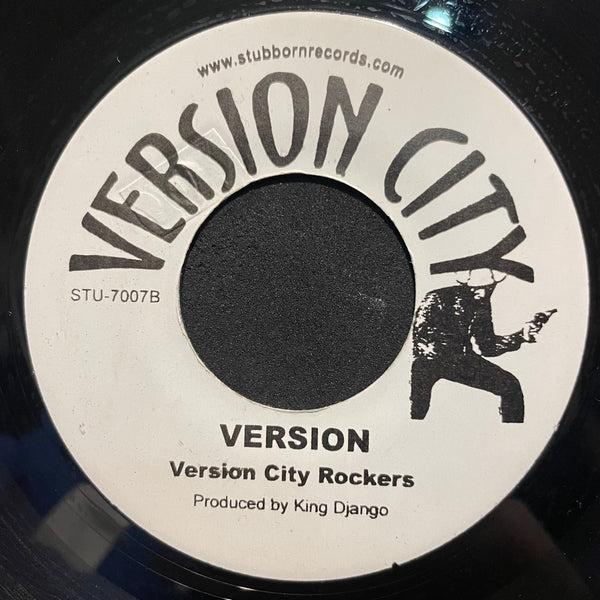 www.stubbornrecords.com
VERSION CITY
STU-7007B
VERSION
Version City Rockers
Produced by King Django